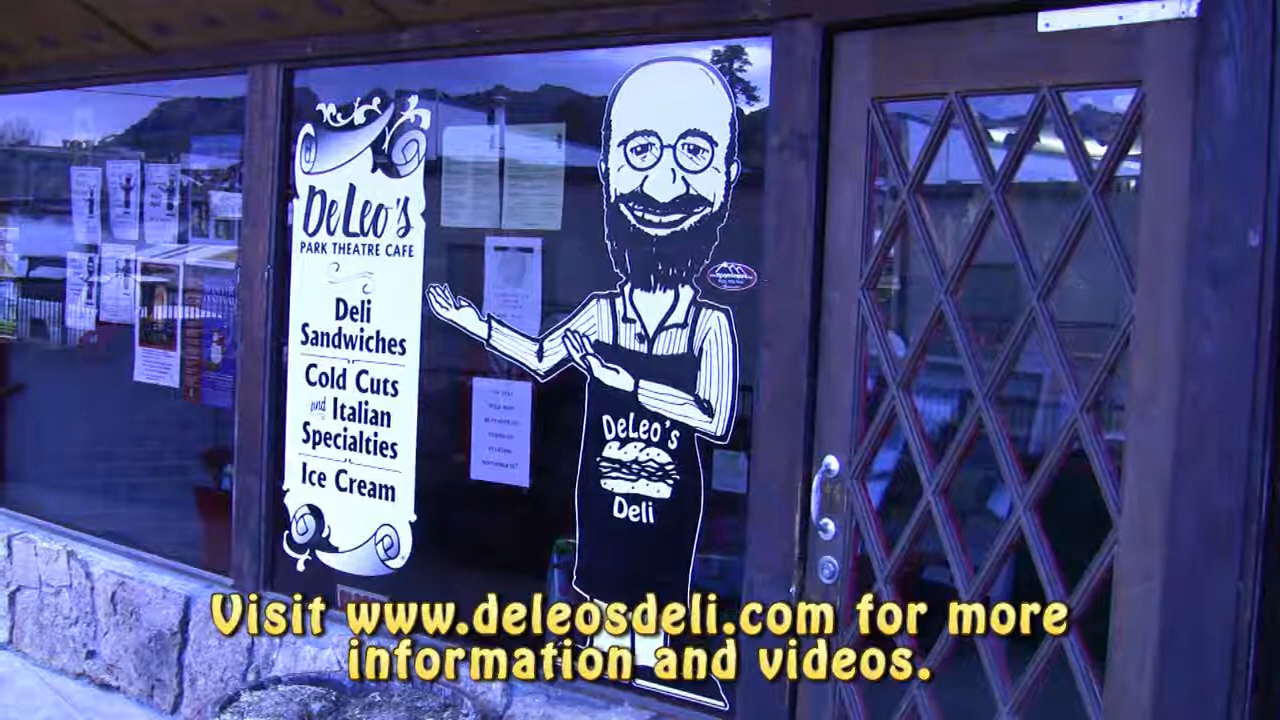 DeLeo's
PARK THEATRE CAFE
Deli
Sandwiches
Cold Cuts
and Italian
Specialties
Ice Cream
DeLeo's
Deli
Visit www.deleosdeli.com for more
information and videos.